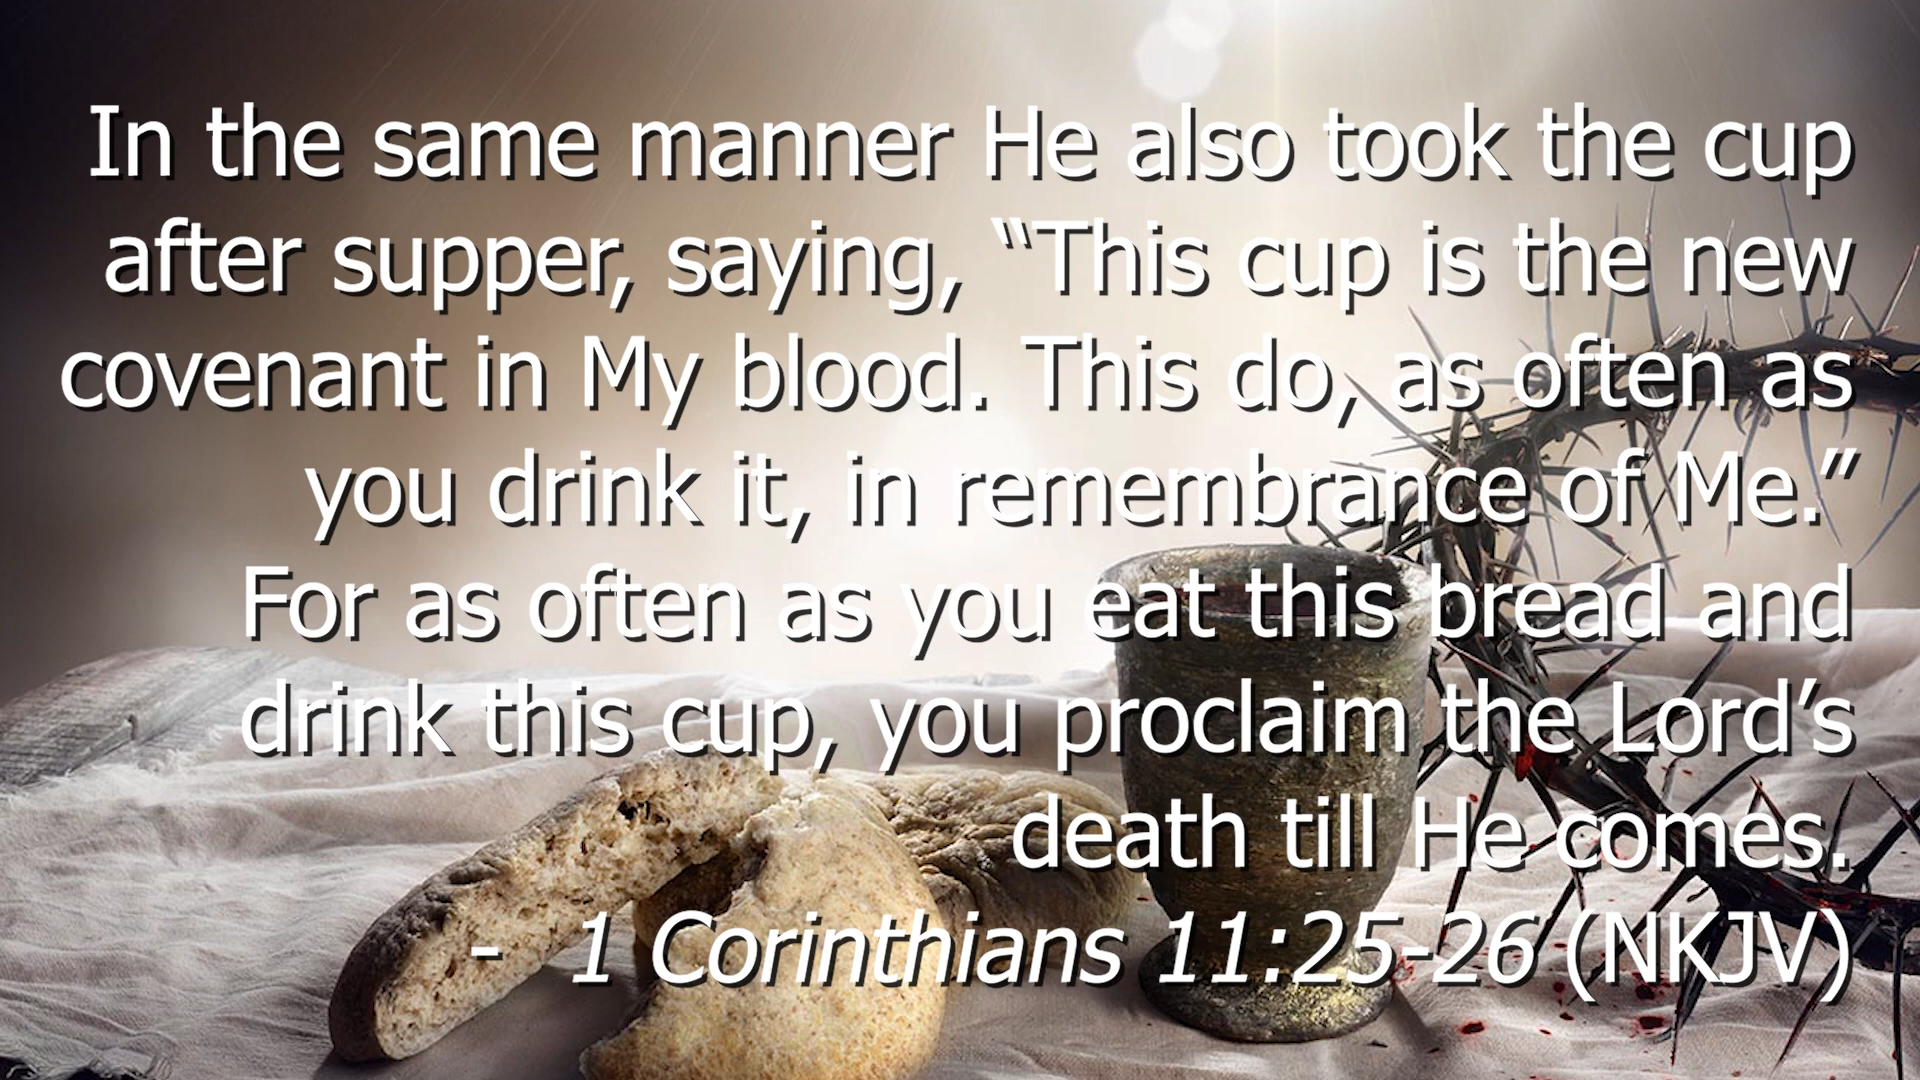 In the same manner He also took the cup
after supper, saying, “This cup is the new
covenant in My blood. This do, as often as
you drink it, in remembrance of Me.”
For as often as you eat this bread and
drink this cup, you proclaim the Lord’s
death till He comes.
- 1 Corinthians 11:25-26 (NKJV)